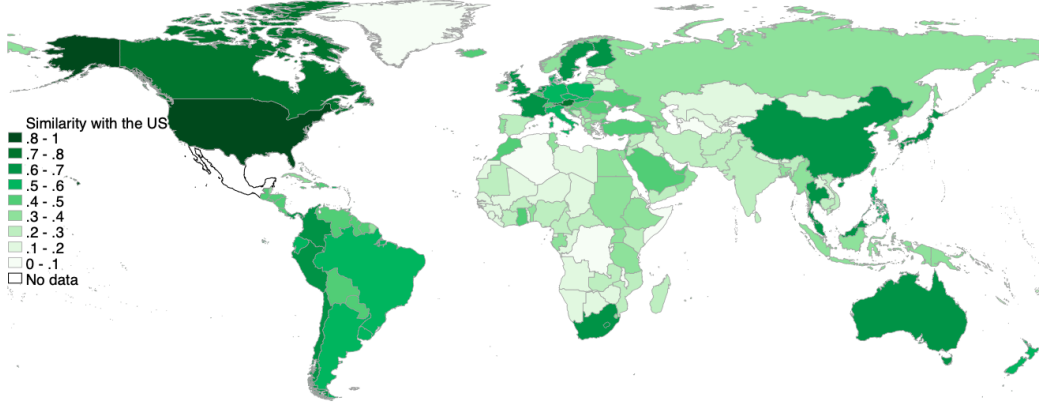 Similarity with the US
.8 - 1
.7 - .8
.6 - .7
.5 - .6
.4 - .5
.3 - .4
.2 - .3
.1 - .2
0 - .1
No data